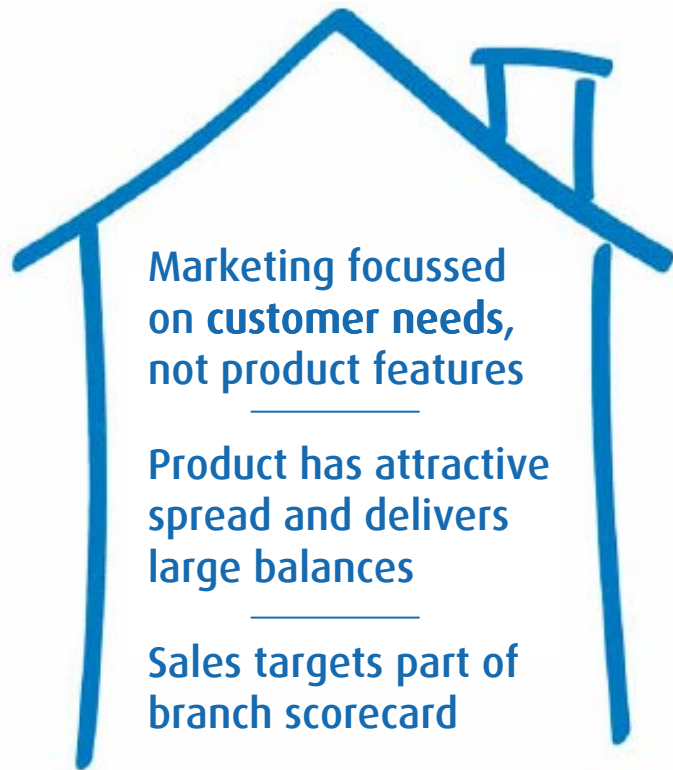 Marketing focussed
on customer needs,
not product features
Product has attractive
spread and delivers
large balances
Sales targets part of
branch scorecard